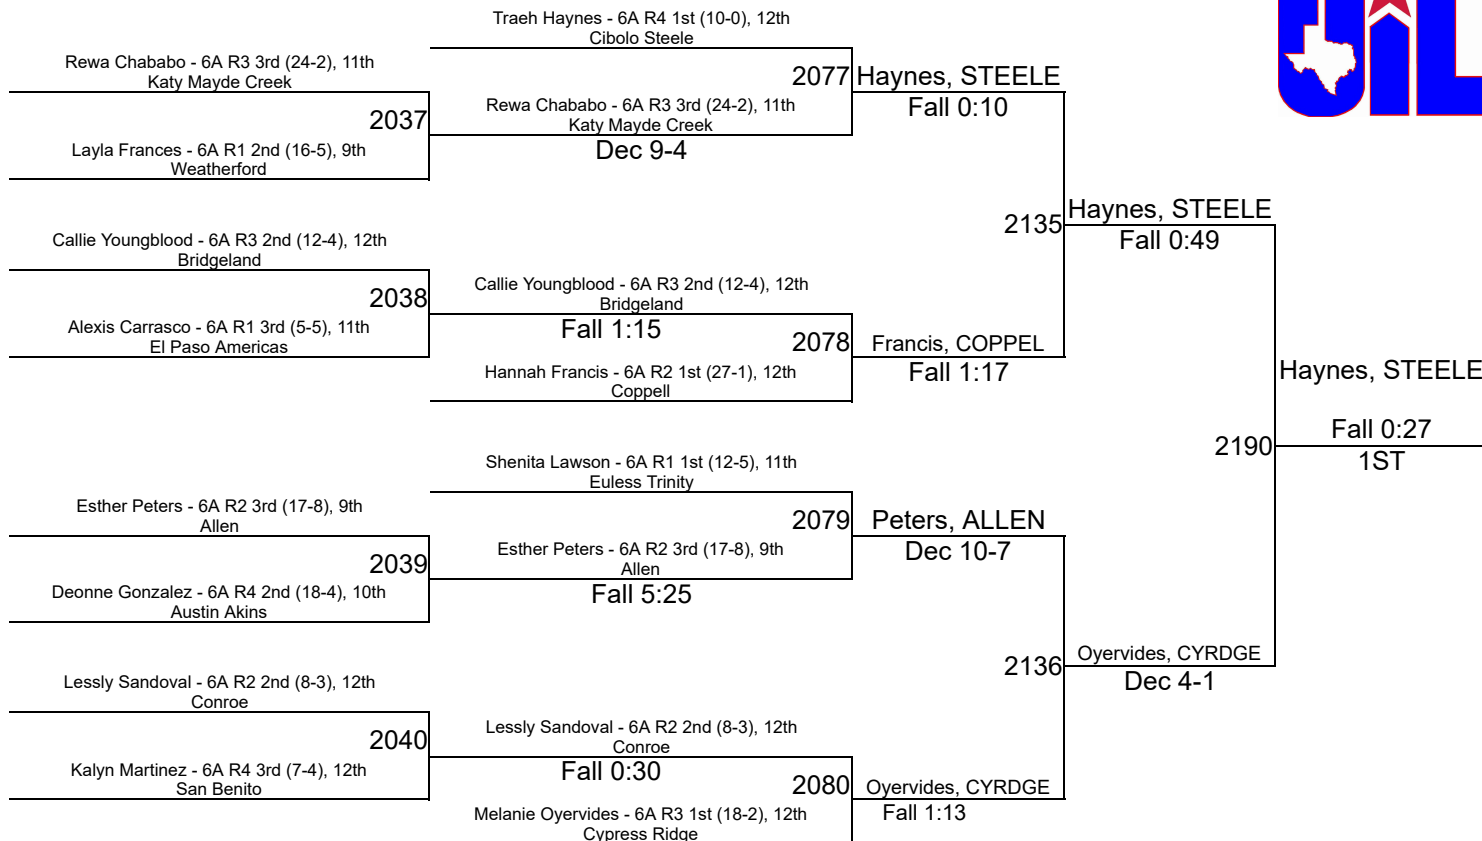 Traeh Haynes - 6A R4 1st (10-0), 12th
Cibolo Steele
Rewa Chababo - 6A R3 3rd (24-2), 11th
Katy Mayde Creek
2037
Layla Frances - 6A R1 2nd (16-5), 9th
Weatherford
Rewa Chababo - 6A R3 3rd (24-2), 11th
Katy Mayde Creek
Dec 9-4
2077
Haynes, STEELE
Fall 0:10
UIL
Callie Youngblood - 6A R3 2nd (12-4), 12th
Bridgeland
2038
Alexis Carrasco - 6A R1 3rd (5-5), 11th
El Paso Americas
Callie Youngblood - 6A R3 2nd (12-4), 12th
Bridgeland
Fall 1:15
2078
Hannah Francis - 6A R2 1st (27-1), 12th
Coppell
Francis, COPPEL
Fall 1:17
2135
Haynes, STEELE
Fall 0:49
Shenita Lawson - 6A R1 1st (12-5), 11th
Euless Trinity
Esther Peters - 6A R2 3rd (17-8), 9th
Allen
2039
Deonne Gonzalez - 6A R4 2nd (18-4), 10th
Austin Akins
2079
Esther Peters - 6A R2 3rd (17-8), 9th
Allen
Fall 5:25
Peters, ALLEN
Dec 10-7
Lessly Sandoval - 6A R2 2nd (8-3), 12th
Conroe
2040
Kalyn Martinez - 6A R4 3rd (7-4), 12th
San Benito
Lessly Sandoval - 6A R2 2nd (8-3), 12th
Conroe
Fall 0:30
2080
Melanie Oyervides - 6A R3 1st (18-2), 12th
Cypress Ridge
Oyervides, CYRDGE
Fall 1:13
2136
Oyervides, CYRDGE
Dec 4-1
2190
Haynes, STEELE
Fall 0:27
1ST